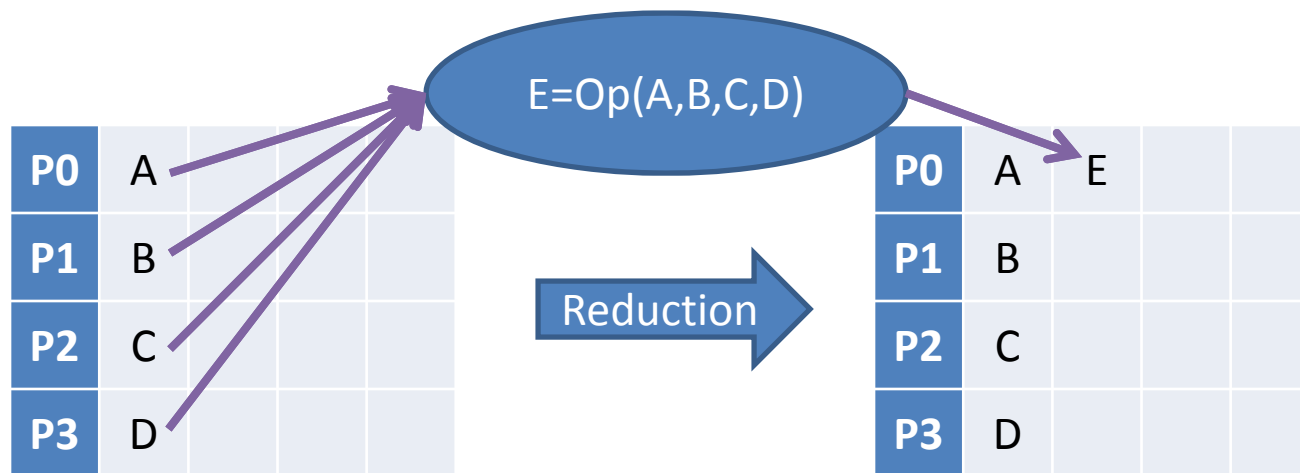 E=Op(A,B,C,D)
P0 A
P1 B
P2 C
P3 D
Reduction
P0 A E
P1 B
P2 C
P3 D